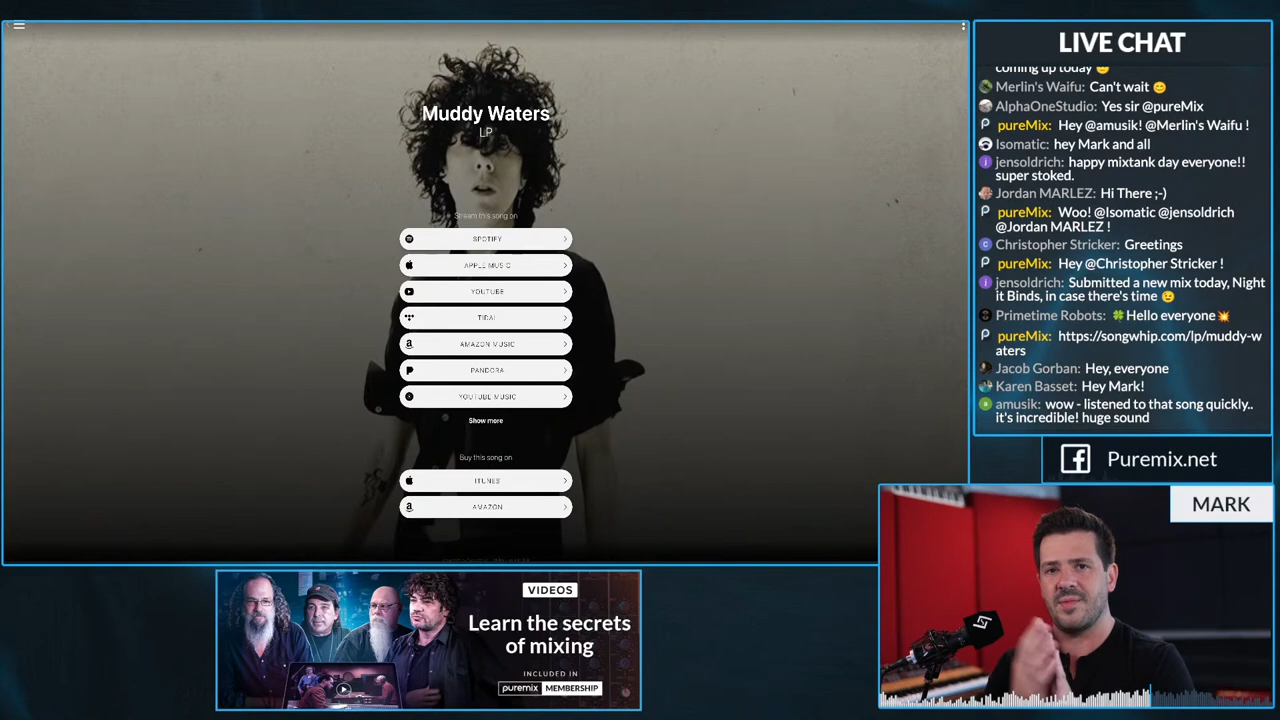 Muddy Waters
LP
Stream this song on
SPOTIFY
APPLE MUSIC
YOUTUBE
TIDAL
AMAZON MUSIC
PANDORA
YOUTUBE MUSIC
Show more
Buy this song on
ITUNES
AMAZON
LIVE CHAT
coming up today 😊
Merlin's Waifu: Can't wait 😊
AlphaOneStudio: Yes sir @pureMix
pureMix: Hey @amusik! @Merlin's Waifu !
Isomatic: hey Mark and all
jensoldrich: happy mixtank day everyone!!
super stoked.
Jordan MARLEZ: Hi There ;-)
pureMix: Woo! @Isomatic @jensoldrich
@Jordan MARLEZ !
Christopher Stricker: Greetings
pureMix: Hey @Christopher Stricker !
jensoldrich: Submitted a new mix today, Night
it Binds, in case there's time 😉
Primetime Robots: 🍀Hello everyone💥
pureMix: https://songwhip.com/lp/muddy-w
aters
Jacob Gorban: Hey, everyone
Karen Basset: Hey Mark!
amusik: wow - listened to that song quickly..
it's incredible! huge sound
Puremix.net
MARK
VIDEOS
Learn the secrets
of mixing
INCLUDED IN
puremix MEMBERSHIP